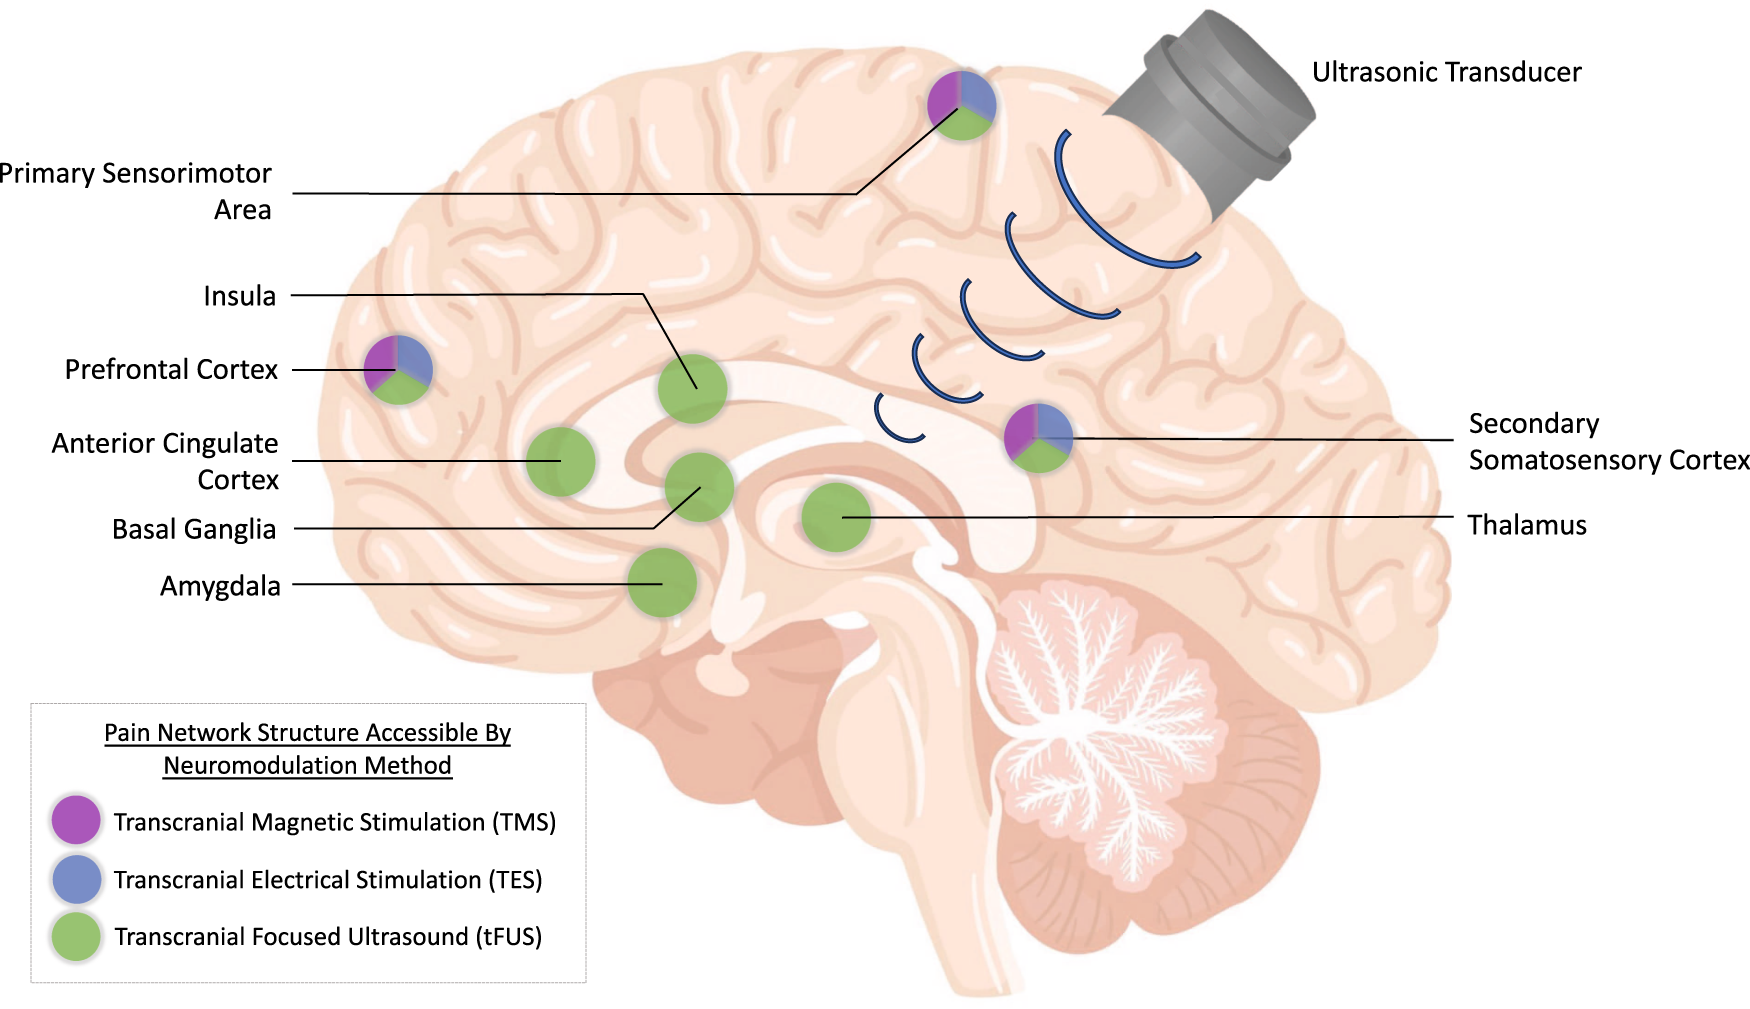 Ultrasonic Transducer
Primary Sensorimotor
Area
Insula
Prefrontal Cortex
Anterior Cingulate
Cortex
Basal Ganglia
Amygdala
Secondary
Somatosensory Cortex
Thalamus
Pain Network Structure Accessible By
Neuromodulation Method
Transcranial Magnetic Stimulation (TMS)
Transcranial Electrical Stimulation (TES)
Transcranial Focused Ultrasound (tFUS)